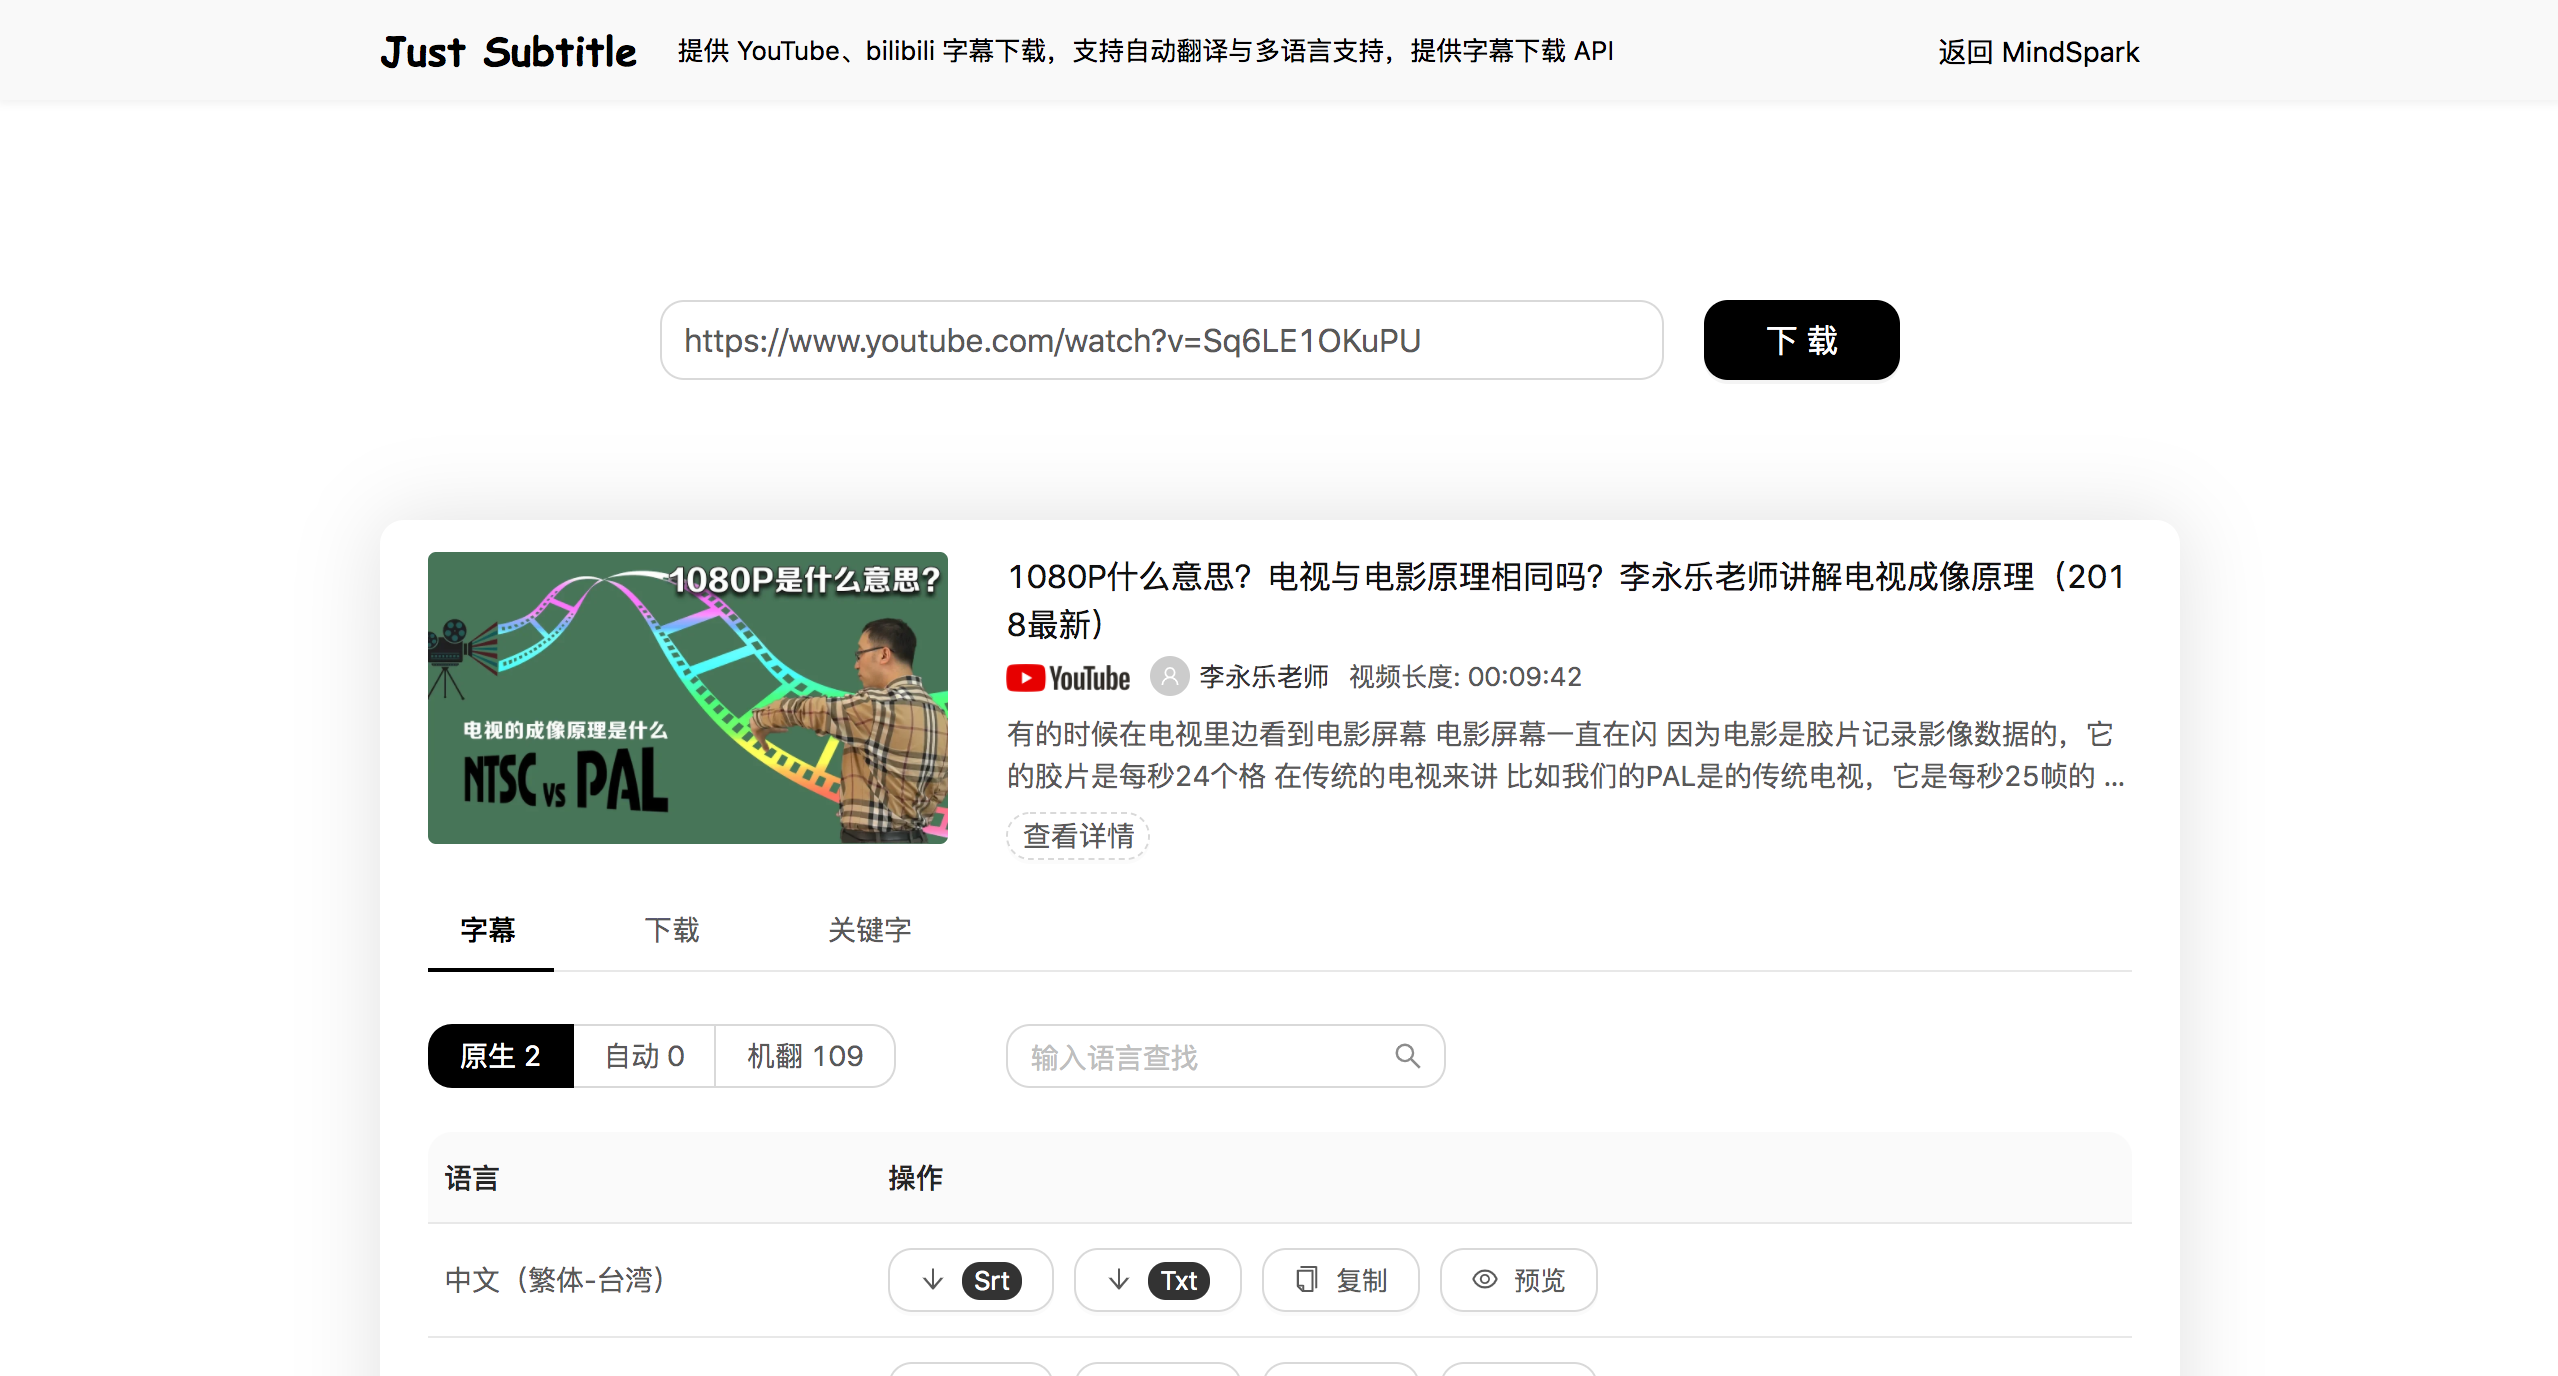 Just Subtitle
提供 YouTube、bilibili 字幕下载，支持自动翻译与多语言支持，提供字幕下载 API
返回 MindSpark
https://www.youtube.com/watch?v=Sq6LE1OKuPU
下 载
1080P是什么意思？
电视的成像原理是什么
NTSC vs PAL
1080P什么意思？电视与电影原理相同吗？李永乐老师讲解电视成像原理（201
8最新）
YouTube 李永乐老师 视频长度: 00:09:42
有的时候在电视里边看到电影屏幕 电影屏幕一直在闪 因为电影是胶片记录影像数据的，它
的胶片是每秒24个格 在传统的电视来讲 比如我们的PAL是的传统电视，它是每秒25帧的 ...
查看详情
字幕 下载 关键字
原生 2 自动 0 机翻 109 输入语言查找
语言 操作
中文（繁体-台湾） Srt Txt 复制 预览